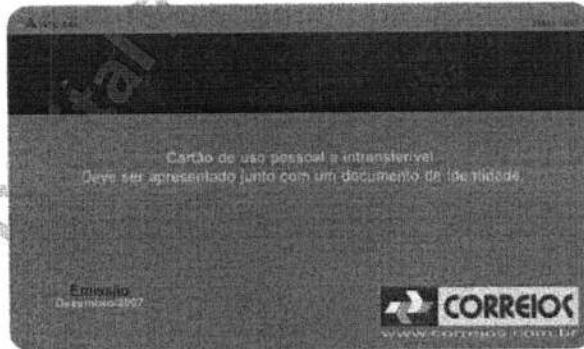 Cartão de uso pessoal e intransferível
Deve ser apresentado junto com um documento de identidade.
Emissão
Dezembro/2007
CORREIOS
www.correios.com.br